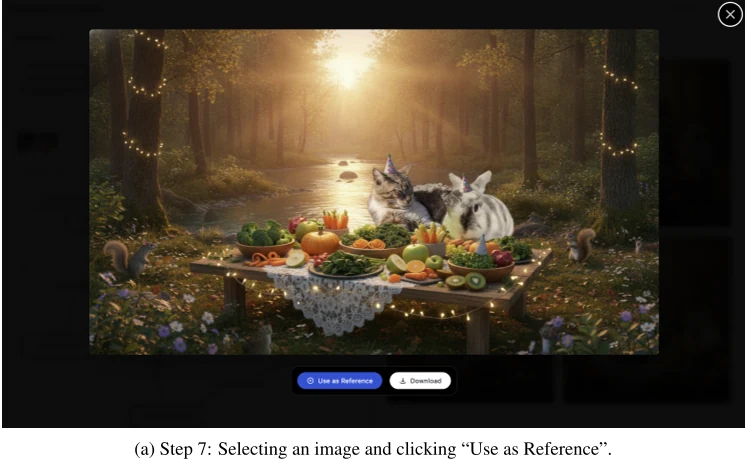 Use as Reference
Download
(a) Step 7: Selecting an image and clicking “Use as Reference”.